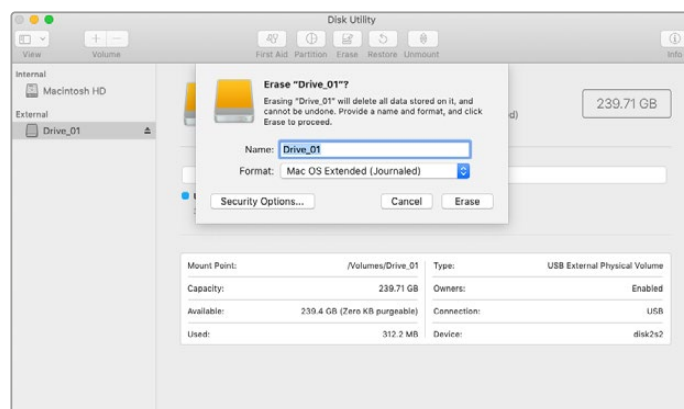 Disk Utility
View
Volume
First Aid
Partition
Erase
Restore
Unmount
Info
Internal
Macintosh HD
External
Drive_01
239.71 GB
Erase "Drive_01"?
Erasing "Drive_01" will delete all data stored on it, and
cannot be undone. Provide a name and format, and click
Erase to proceed.
Name: Drive_01
Format: Mac OS Extended (Journaled)
Security Options...
Cancel
Erase
Mount Point: /Volumes/Drive_01
Type: USB External Physical Volume
Capacity: 239.71 GB
Owners: Enabled
Available: 239.4 GB (Zero KB purgeable)
Connection: USB
Used: 312.2 MB
Device: disk2s2